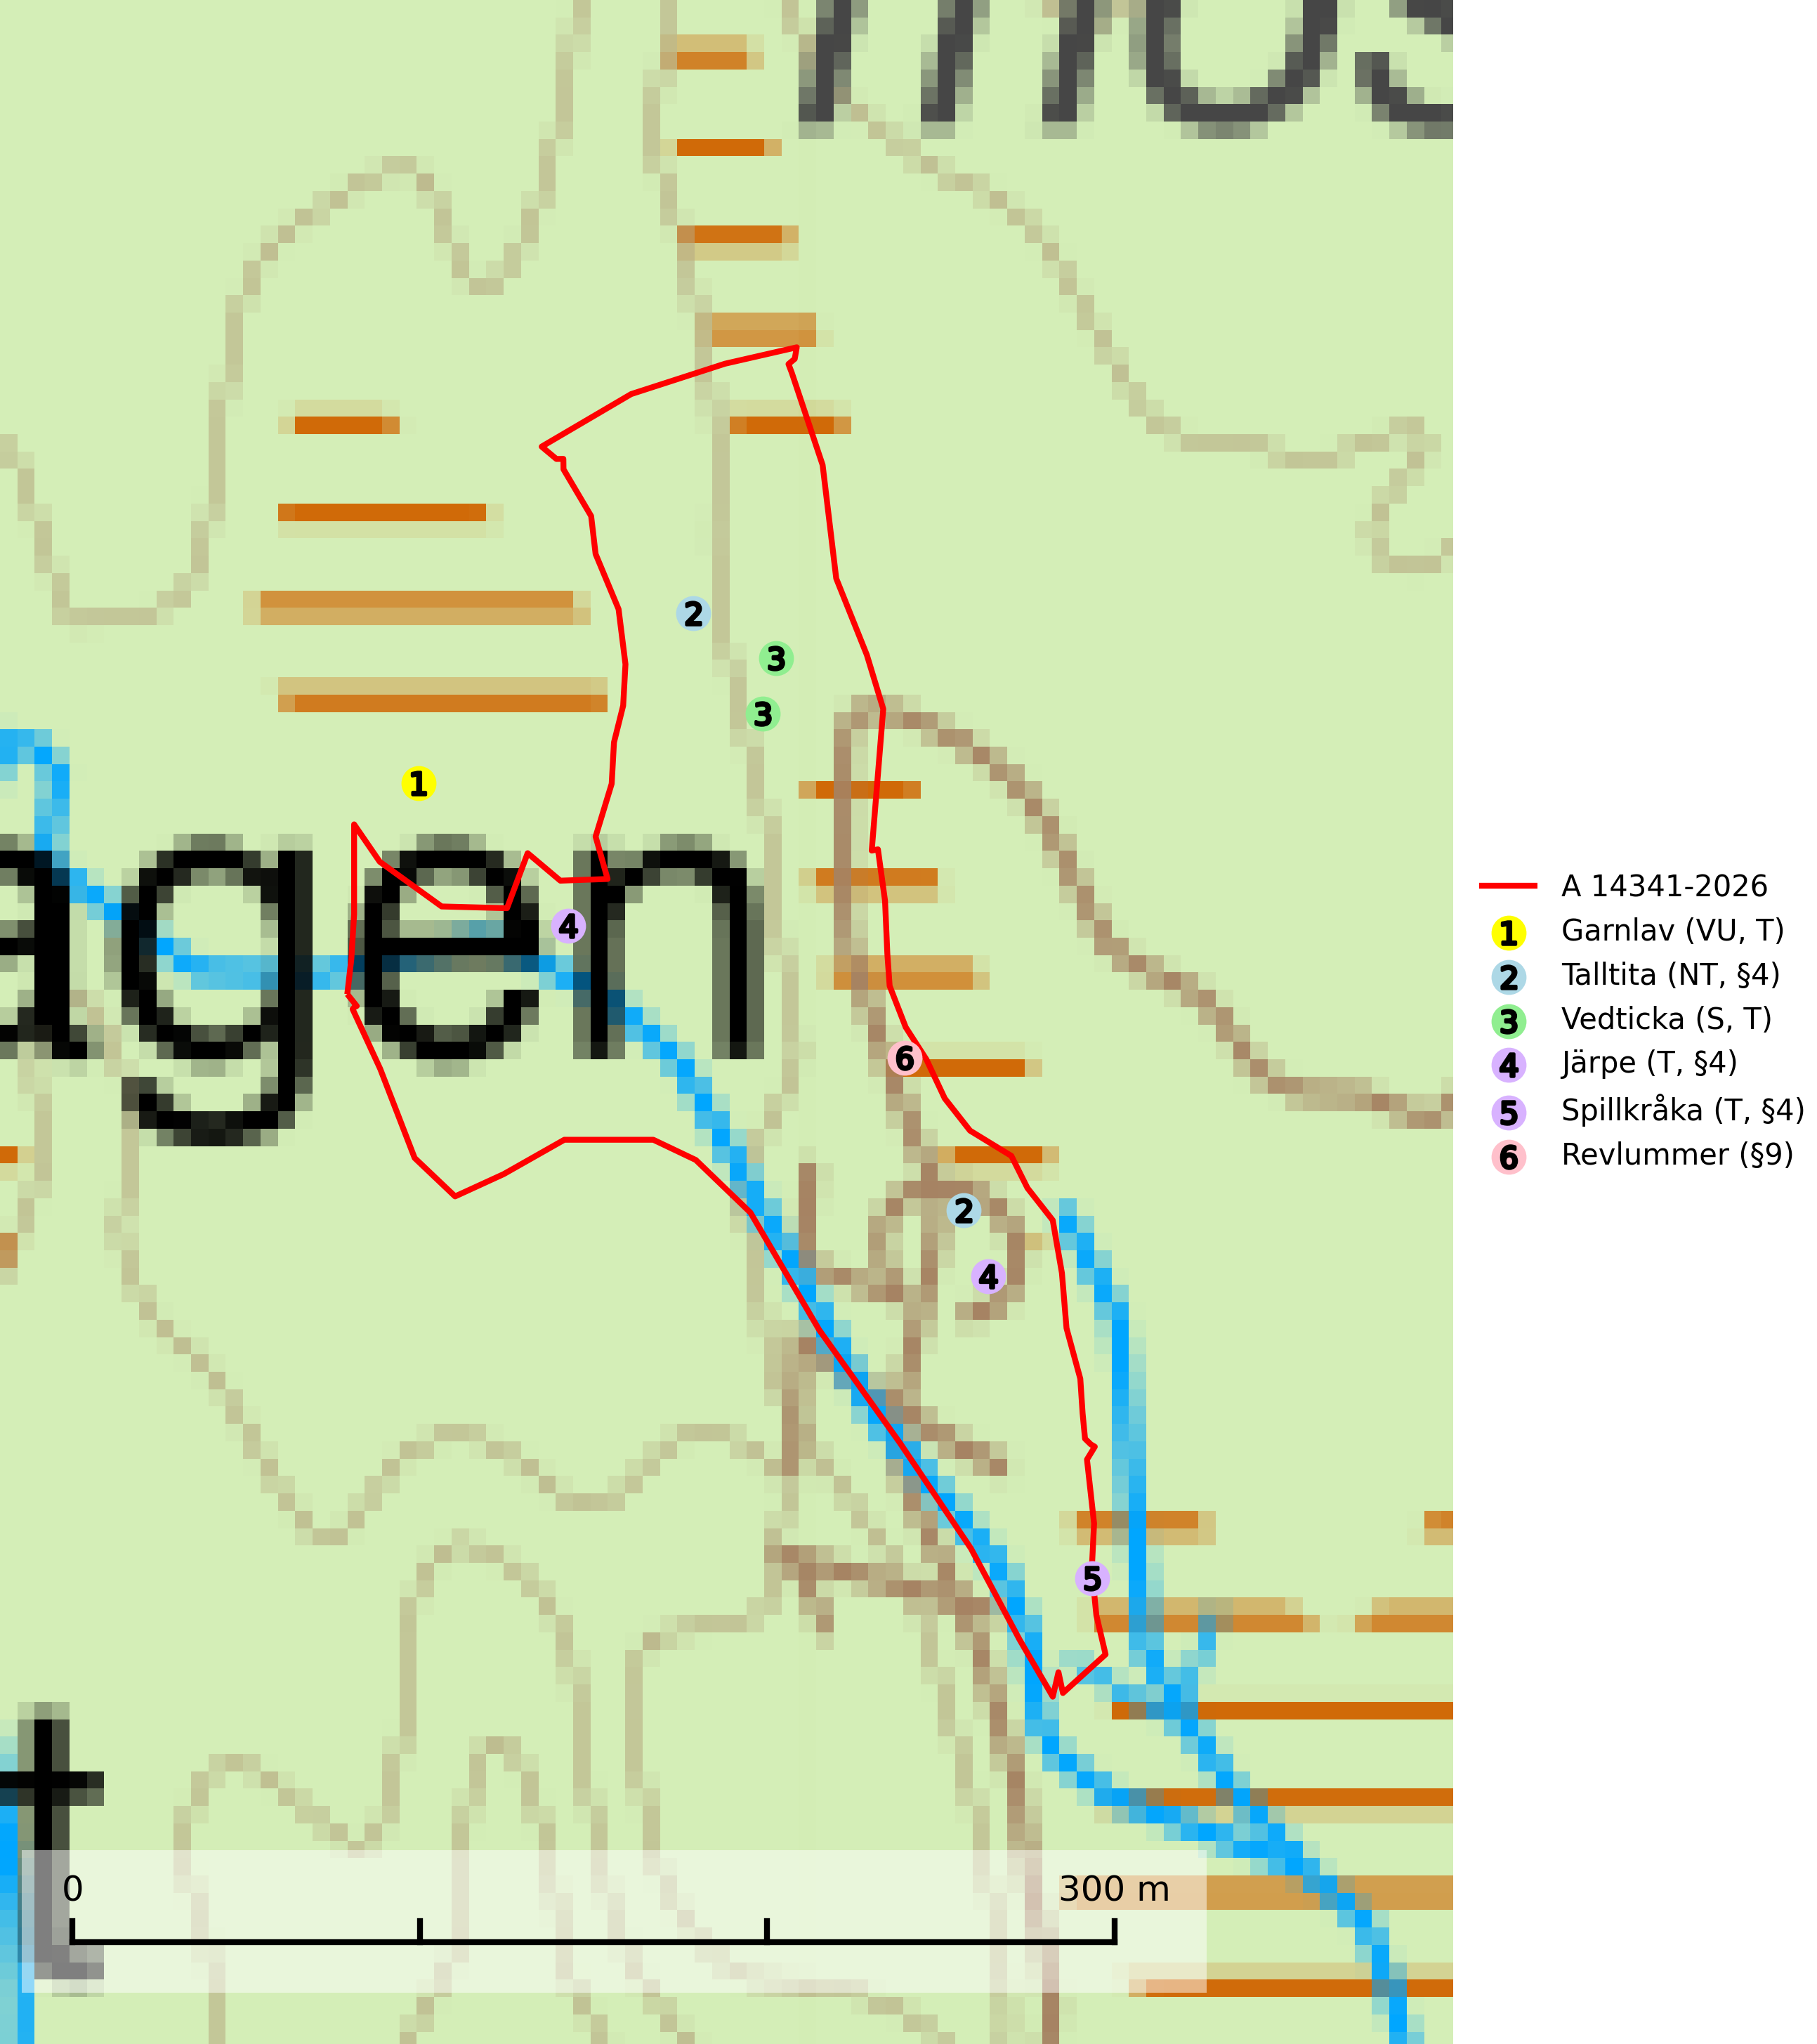 agen
2
3
3
1
4
6
2
4
5
t
0 300 m
A 14341-2026
1 Garnlav (VU, T)
2 Talltita (NT, §4)
3 Vedticka (S, T)
4 Järpe (T, §4)
5 Spillkråka (T, §4)
6 Revlummer (§9)